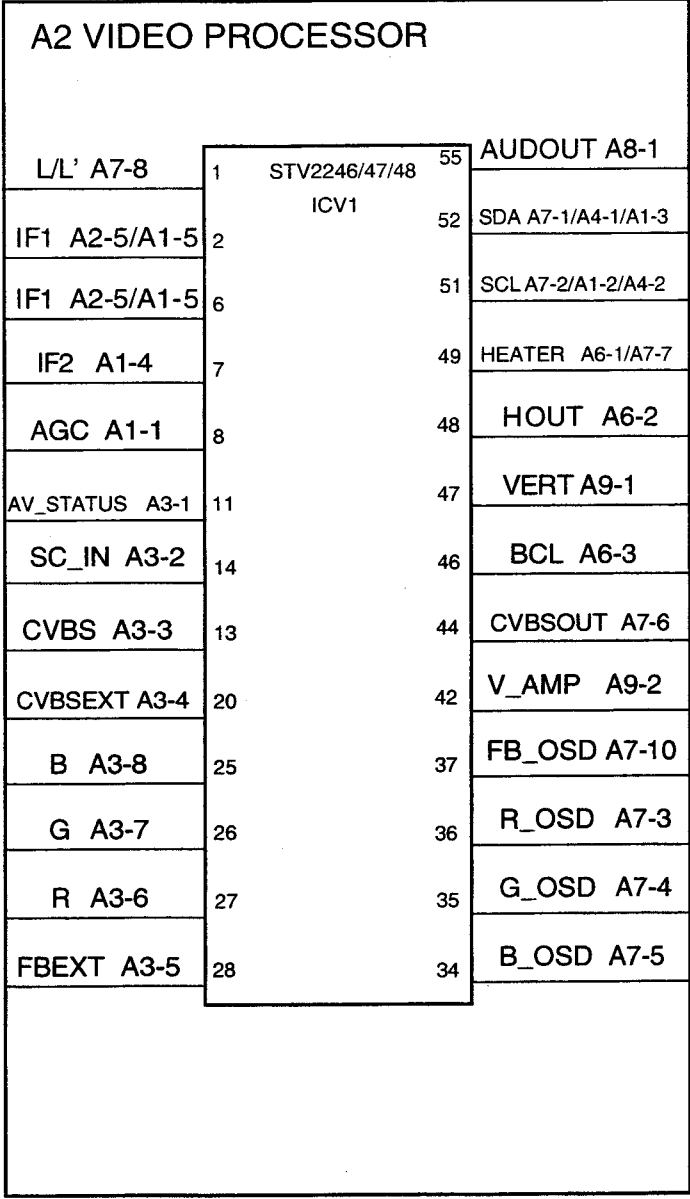 A2 VIDEO PROCESSOR
L/L' A7-8
1
STV2246/47/48
ICV1
55
AUDOUT A8-1
IF1 A2-5/A1-5
2
52
SDA A7-1/A4-1/A1-3
IF1 A2-5/A1-5
6
51
SCL A7-2/A1-2/A4-2
IF2 A1-4
7
49
HEATER A6-1/A7-7
AGC A1-1
8
48
HOUT A6-2
AV_STATUS A3-1
11
47
VERT A9-1
SC_IN A3-2
14
46
BCL A6-3
CVBS A3-3
13
44
CVBSOUT A7-6
CVBSEXT A3-4
20
42
V_AMP A9-2
B A3-8
25
37
FB_OSD A7-10
G A3-7
26
36
R_OSD A7-3
R A3-6
27
35
G_OSD A7-4
FBEXT A3-5
28
34
B_OSD A7-5